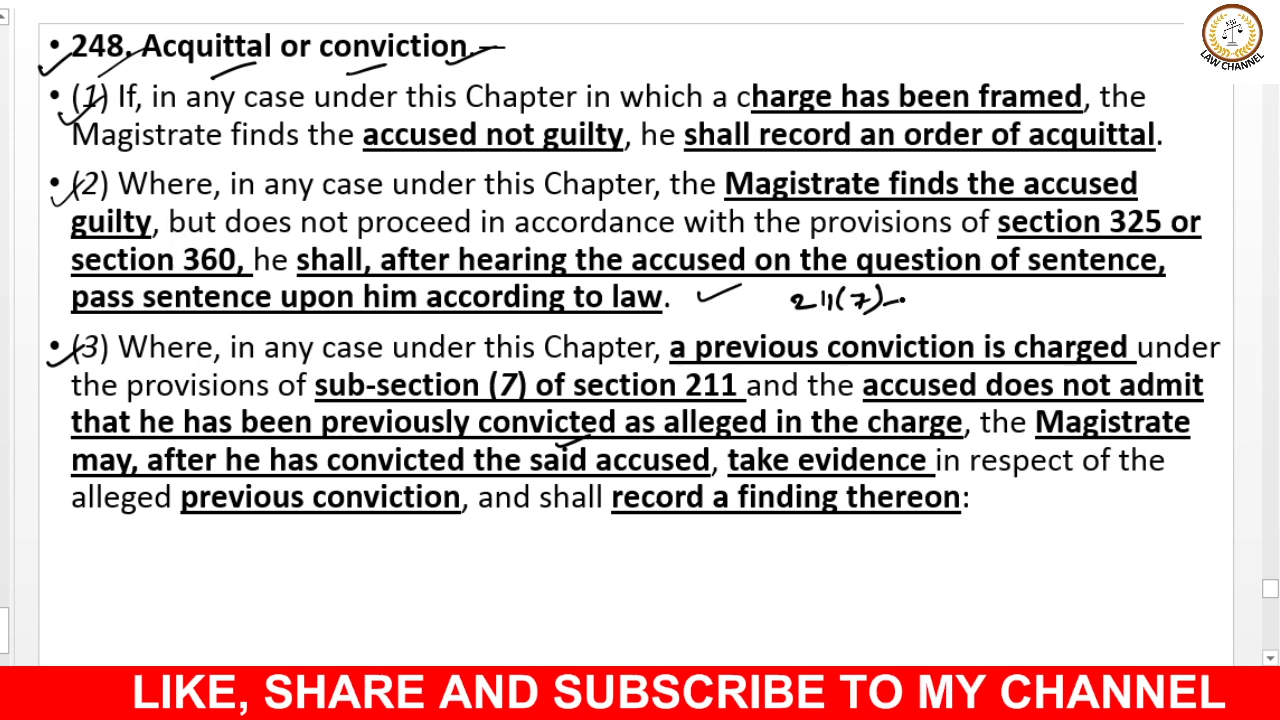 LAW CHANNEL
• 248. Acquittal or conviction.—
• (1) If, in any case under this Chapter in which a charge has been framed, the
Magistrate finds the accused not guilty, he shall record an order of acquittal.
• (2) Where, in any case under this Chapter, the Magistrate finds the accused
guilty, but does not proceed in accordance with the provisions of section 325 or
section 360, he shall, after hearing the accused on the question of sentence,
pass sentence upon him according to law.
211(7)-
• (3) Where, in any case under this Chapter, a previous conviction is charged under
the provisions of sub-section (7) of section 211 and the accused does not admit
that he has been previously convicted as alleged in the charge, the Magistrate
may, after he has convicted the said accused, take evidence in respect of the
alleged previous conviction, and shall record a finding thereon:
LIKE, SHARE AND SUBSCRIBE TO MY CHANNEL